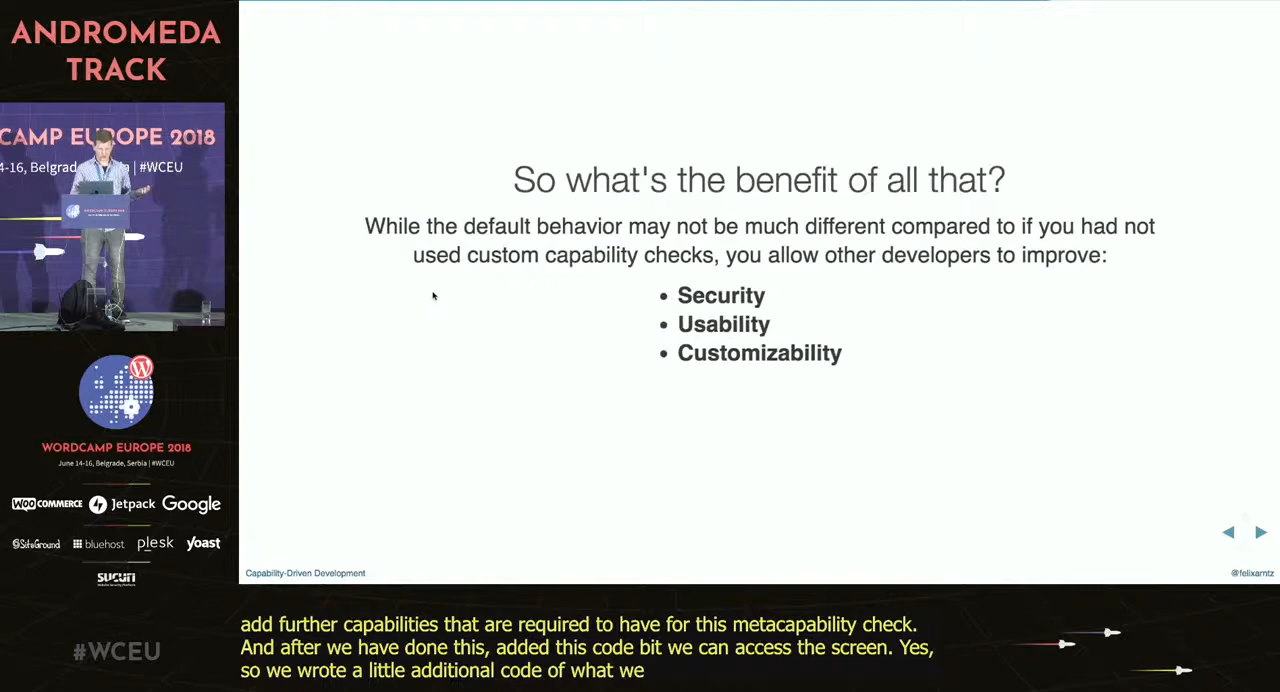 ANDROMEDA
TRACK
CAMP EUROPE 2018
4-16, Belgrad
#WCEU
WORDCAMP EUROPE 2018
June 14-16, Belgrade, Serbia | #WCEU
WOO COMMERCE Jetpack Google
SiteGround bluehost plesk yoast
SUCURI
#WCEU
So what's the benefit of all that?
While the default behavior may not be much different compared to if you had not
used custom capability checks, you allow other developers to improve:
• Security
• Usability
• Customizability
Capability-Driven Development
@felixarntz
add further capabilities that are required to have for this metacapability check.
And after we have done this, added this code bit we can access the screen. Yes,
so we wrote a little additional code of what we